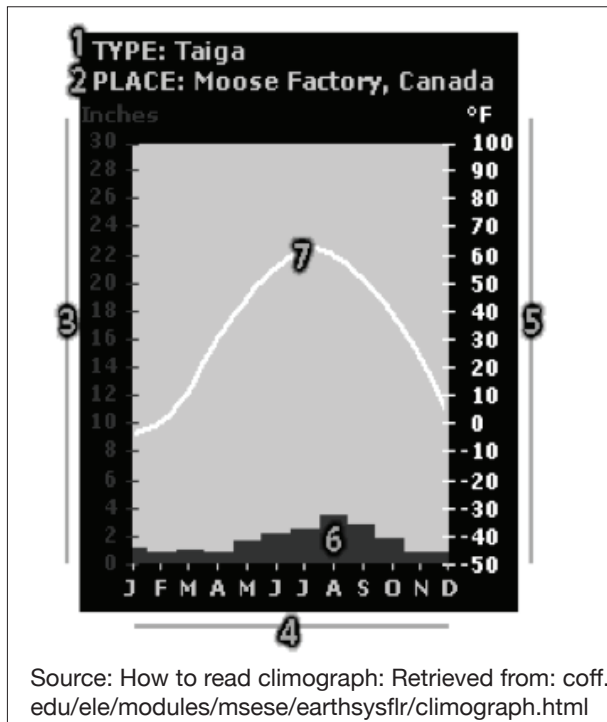 1 TYPE: Taiga
2 PLACE: Moose Factory, Canada
Inches °F
30 100
28 90
26 80
24 70
22 7 60
20 50
18 40
3 16 30 5
14 20
12 10
10 0
8 -10
6 -20
4 -30
2 6 -40
0 -50
J F M A M J J A S O N D
4
Source: How to read climograph: Retrieved from: coff.
edu/ele/modules/msese/earthsysflr/climograph.html